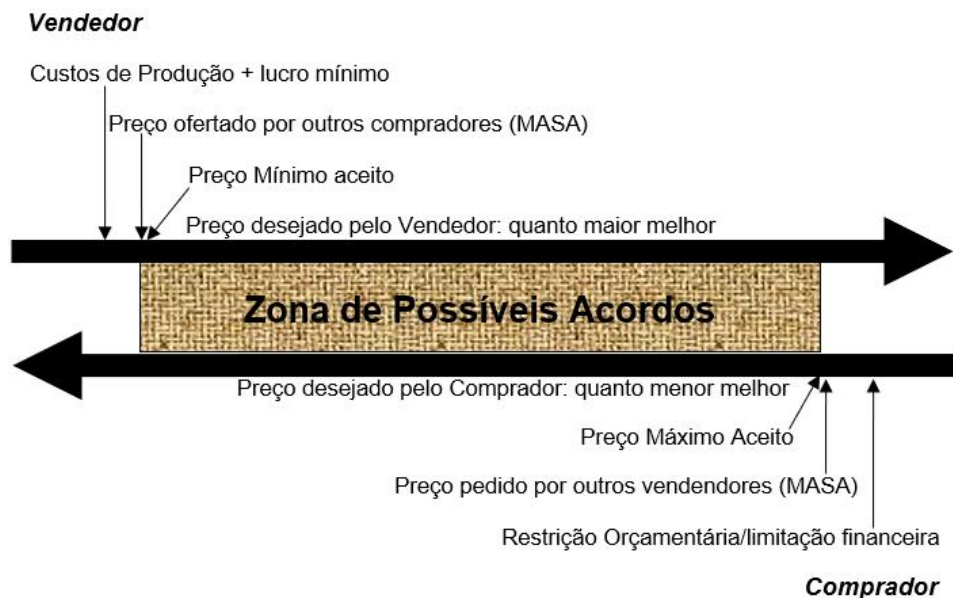 Vendedor
Custos de Produção + lucro mínimo
Preço ofertado por outros compradores (MASA)
Preço Mínimo aceito
Preço desejado pelo Vendedor: quanto maior melhor
Zona de Possíveis Acordos
Preço desejado pelo Comprador: quanto menor melhor
Preço Máximo Aceito
Preço pedido por outros vendendores (MASA)
Restrição Orçamentária/limitação financeira
Comprador